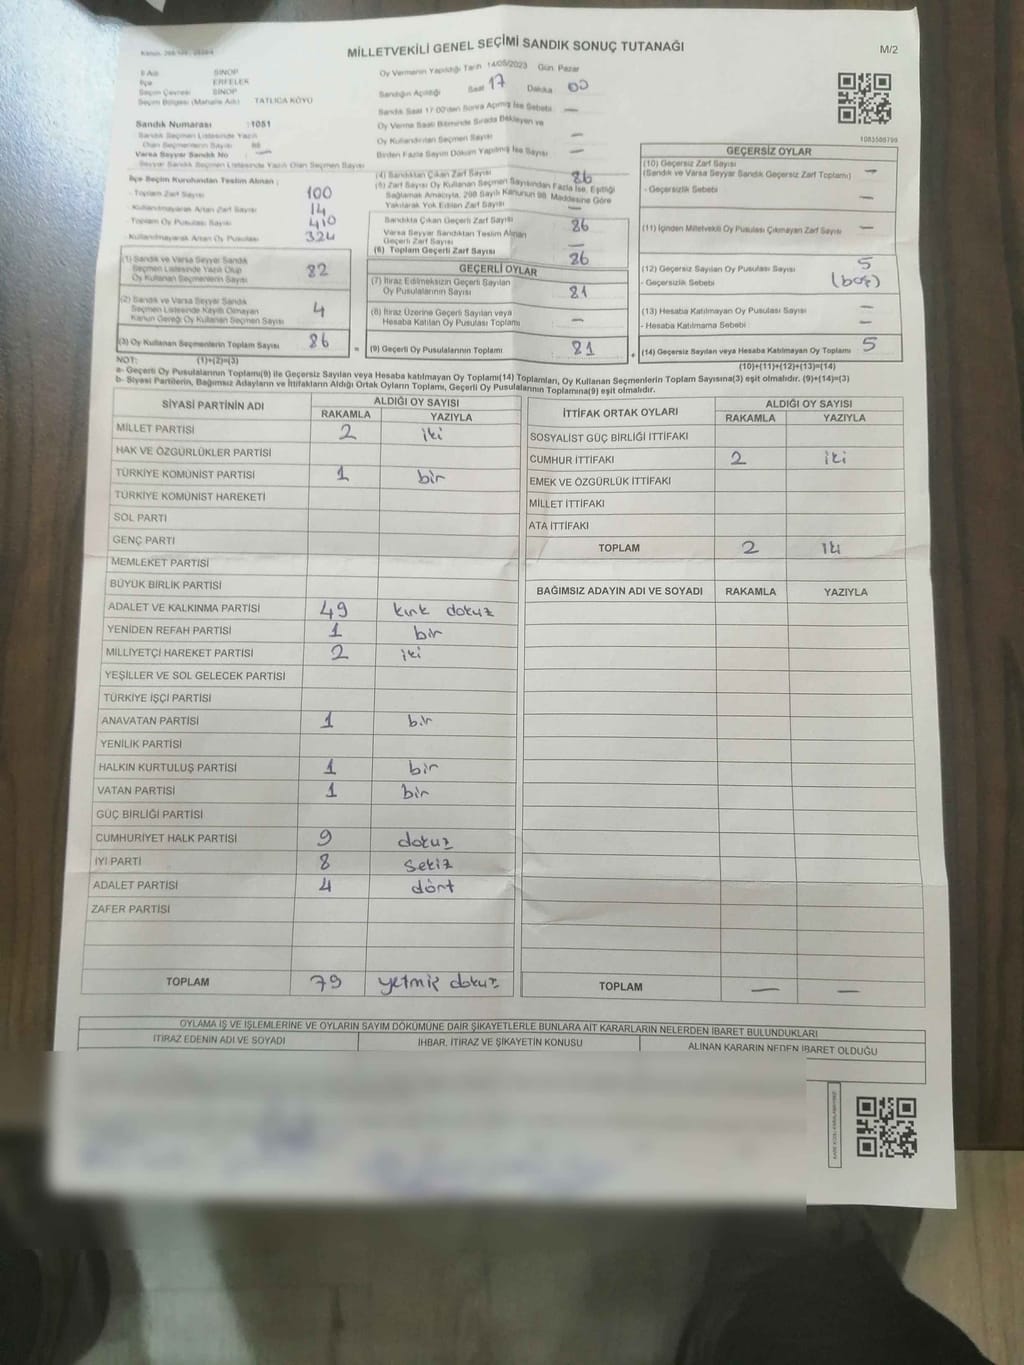 MİLLETVEKİLİ GENEL SEÇİMİ SANDIK SONUÇ TUTANAĞI
M/2
İl Adı SİNOP
İlçe ERFELEK
Seçim Çevresi SİNOP
Seçim Bölgesi (Mahalle Adı) TATLICA KÖYÜ
Sandık Numarası :1051
Sandık Seçmen Listesinde Yazılı
Olan Seçmenlerin Sayısı
Varsa Seyyar Sandık No : —
Seyyar Sandık Seçmen Listesinde Yazılı Olan Seçmen Sayısı
İlçe Seçim Kurulundan Teslim Alınan ;
- Toplam Zarf Sayısı 100
- Kullanılmayarak Artan Zarf Sayısı 14
Toplam Oy Pusulası Sayısı 410
- Kullanılmayarak Artan Oy Pusulası 324
(1) Sandık ve Varsa Seyyar Sandık
Seçmen Listesinde Yazılı Olup
Oy Kullanan Seçmenlerin Sayısı 82
(2) Sandık ve Varsa Seyyar Sandık
Seçmen Listesinde Kayıtlı Olmayan
Kanun Gereği Oy Kullanan Seçmen Sayısı 4
(3) Oy Kullanan Seçmenlerin Toplam Sayısı 86
Oy Vermenin Yapıldığı Tarih 14/05/2023 Gün. Pazar
Sandığın Açıldığı Saat 17 Dakika 00
Sandık Saat 17:00'den Sonra Açılmış İse Sebebi —
Oy Verme Saati Bitiminde Sırada Bekleyen ve
Oy Kullandırılan Seçmen Sayısı —
Birden Fazla Sayım Döküm Yapılmış İse Sayısı —
(4) Sandıktan Çıkan Zarf Sayısı 86
(5) Zarf Sayısı Oy Kullanan Seçmen Sayısından Fazla İse, Eşitliği
Sağlamak Amacıyla, 298 Sayılı Kanunun 98. Maddesine Göre
Yakılarak Yok Edilen Zarf Sayısı —
Sandıkta Çıkan Geçerli Zarf Sayısı 86
Varsa Seyyar Sandıktan Teslim Alınan
Geçerli Zarf Sayısı —
(6) Toplam Geçerli Zarf Sayısı 86
GEÇERLİ OYLAR
(7) İtiraz Edilmeksizin Geçerli Sayılan
Oy Pusulalarının Sayısı 81
(8) İtiraz Üzerine Geçerli Sayılan veya
Hesaba Katılan Oy Pusulası Toplamı —
= (9) Geçerli Oy Pusulalarının Toplamı 81
1083506799
GEÇERSİZ OYLAR
(10) Geçersiz Zarf Sayısı
(Sandık ve Varsa Seyyar Sandık Geçersiz Zarf Toplamı) —
- Geçersizlik Sebebi —
(11) İçinden Milletvekili Oy Pusulası Çıkmayan Zarf Sayısı —
(12) Geçersiz Sayılan Oy Pusulası Sayısı 5
- Geçersizlik Sebebi (boş)
(13) Hesaba Katılmayan Oy Pusulası Sayısı —
- Hesaba Katılmama Sebebi —
+ (14) Geçersiz Sayılan veya Hesaba Katılmayan Oy Toplamı 5
NOT: (1)+(2)=(3) (10)+(11)+(12)+(13)=(14)
a- Geçerli Oy Pusulaları Toplamı(9) ile Geçersiz Sayılan veya Hesaba katılmayan Oy Toplamı(14) Toplamları, Oy Kullanan Seçmenlerin Toplam Sayısına(3) eşit olmalıdır. (9)+(14)=(3)
b- Siyasi Partilerin, Bağımsız Adayların ve İttifakların Aldığı Ortak Oyların Toplamı, Geçerli Oy Pusulalarının Toplamına(9) eşit olmalıdır.
SİYASİ PARTİNİN ADI ALDIĞI OY SAYISI
RAKAMLA YAZIYLA
MİLLET PARTİSİ 2 iki
HAK VE ÖZGÜRLÜKLER PARTİSİ
TÜRKİYE KOMÜNİST PARTİSİ 1 bir
TÜRKİYE KOMÜNİST HAREKETİ
SOL PARTİ
GENÇ PARTİ
MEMLEKET PARTİSİ
BÜYÜK BİRLİK PARTİSİ
ADALET VE KALKINMA PARTİSİ 49 kırk dokuz
YENİDEN REFAH PARTİSİ 1 bir
MİLLİYETÇİ HAREKET PARTİSİ 2 iki
YEŞİLLER VE SOL GELECEK PARTİSİ
TÜRKİYE İŞÇİ PARTİSİ
ANAVATAN PARTİSİ 1 bir
YENİLİK PARTİSİ
HALKIN KURTULUŞ PARTİSİ 1 bir
VATAN PARTİSİ 1 bir
GÜÇ BİRLİĞİ PARTİSİ
CUMHURİYET HALK PARTİSİ 9 dokuz
İYİ PARTİ 8 sekiz
ADALET PARTİSİ 4 dört
ZAFER PARTİSİ
TOPLAM 79 yetmiş dokuz
İTTİFAK ORTAK OYLARI ALDIĞI OY SAYISI
RAKAMLA YAZIYLA
SOSYALİST GÜÇ BİRLİĞİ İTTİFAKI
CUMHUR İTTİFAKI 2 iki
EMEK VE ÖZGÜRLÜK İTTİFAKI
MİLLET İTTİFAKI
ATA İTTİFAKI
TOPLAM 2 iki
BAĞIMSIZ ADAYIN ADI VE SOYADI RAKAMLA YAZIYLA
TOPLAM — —
OYLAMA İŞ VE İŞLEMLERİNE VE OYLARIN SAYIM DÖKÜMÜNE DAİR ŞİKAYETLERLE BUNLARA AİT KARARLARIN NELERDEN İBARET BULUNDUKLARI
İTİRAZ EDENİN ADI VE SOYADI İHBAR, İTİRAZ VE ŞİKAYETİN KONUSU ALINAN KARARIN NEDEN İBARET OLDUĞU